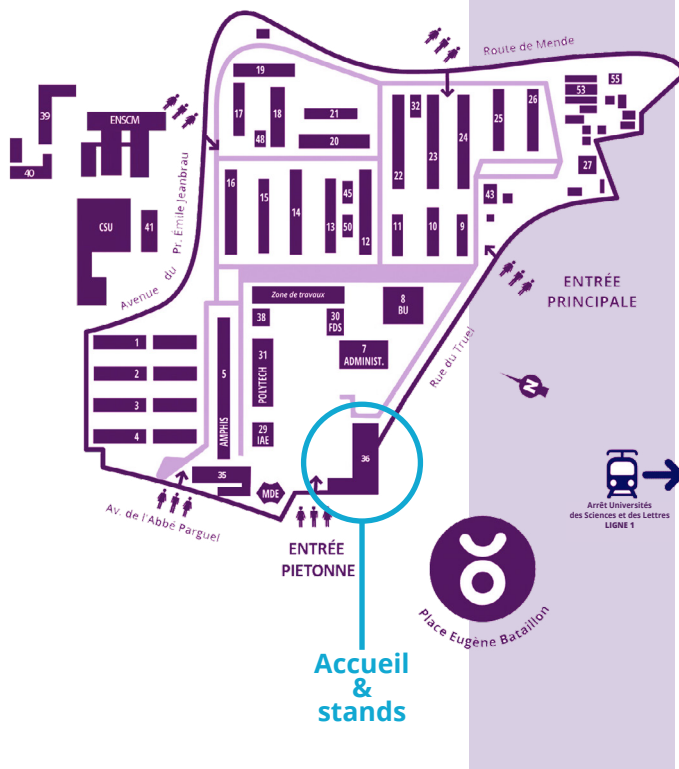 Route de Mende
19
17
18
21
48
20
32
22
23
24
25
26
53
55
27
39
ENSCM
40
CSU
41
Avenue du Pr. Émile Jeanbrau
16
15
14
13
45
50
12
11
10
9
43
ENTRÉE
PRINCIPALE
Zone de travaux
8
BU
38
30
FDS
7
ADMINIST.
Rue du Truel
1
2
3
4
5
AMPHIS
31
POLYTECH
29
IAE
36
35
MDE
N
Av. de l'Abbé Parguel
ENTRÉE
PIETONNE
Arrêt Universités
des Sciences et des Lettres
LIGNE 1
Place Eugène Bataillon
Accueil
&
stands